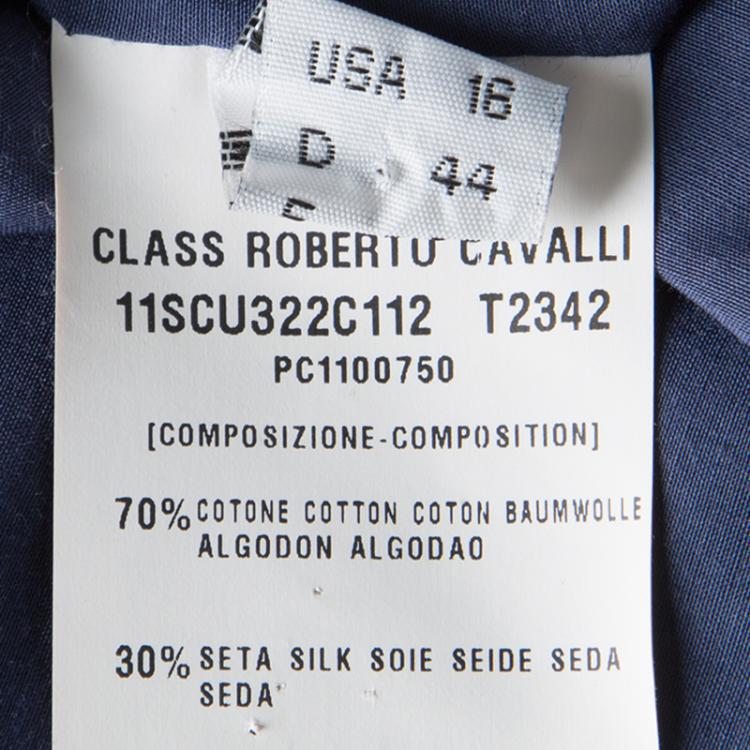 USA 16
D 44
CLASS ROBERTO CAVALLI
11SCU322C112 T2342
PC1100750
[COMPOSIZIONE-COMPOSITION]
70% COTONE COTTON COTON BAUMWOLLE
ALGODON ALGODAO
30% SETA SILK SOIE SEIDE SEDA
SEDA